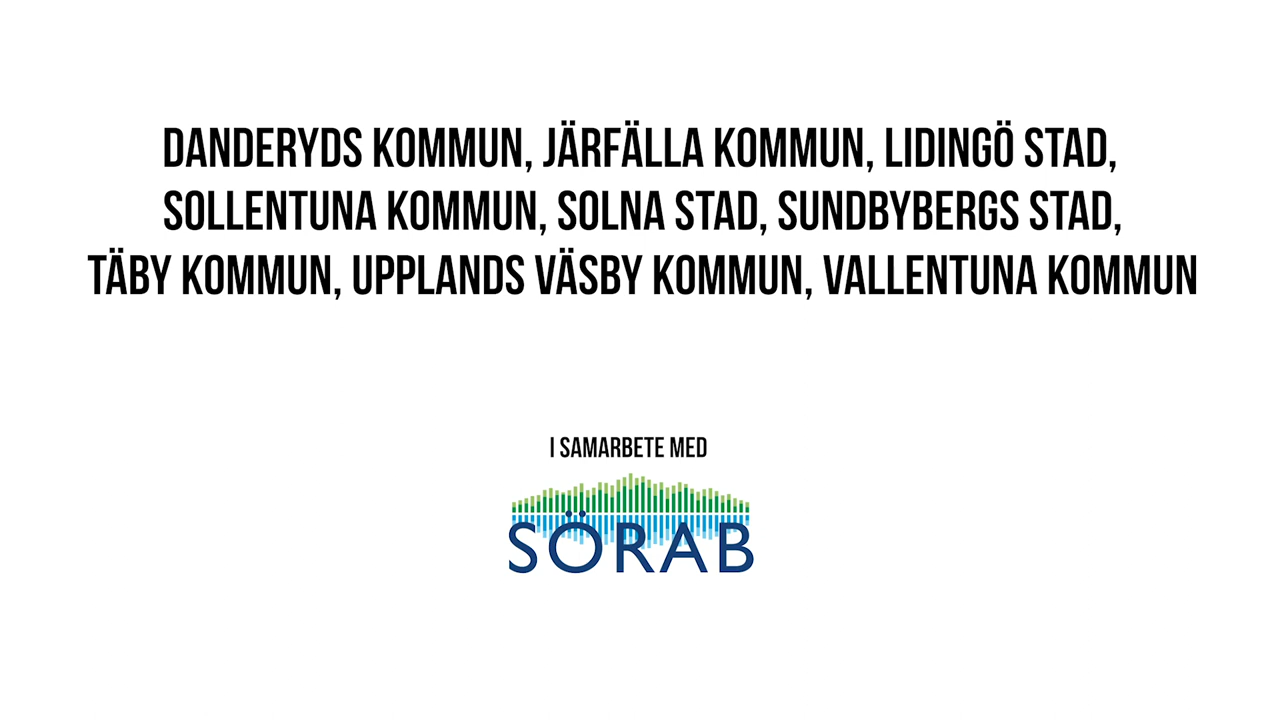 DANDERYDS KOMMUN, JÄRFÄLLA KOMMUN, LIDINGÖ STAD,
SOLLENTUNA KOMMUN, SOLNA STAD, SUNDBYBERGS STAD,
TÄBY KOMMUN, UPPLANDS VÄSBY KOMMUN, VALLENTUNA KOMMUN
I SAMARBETE MED
SÖRAB